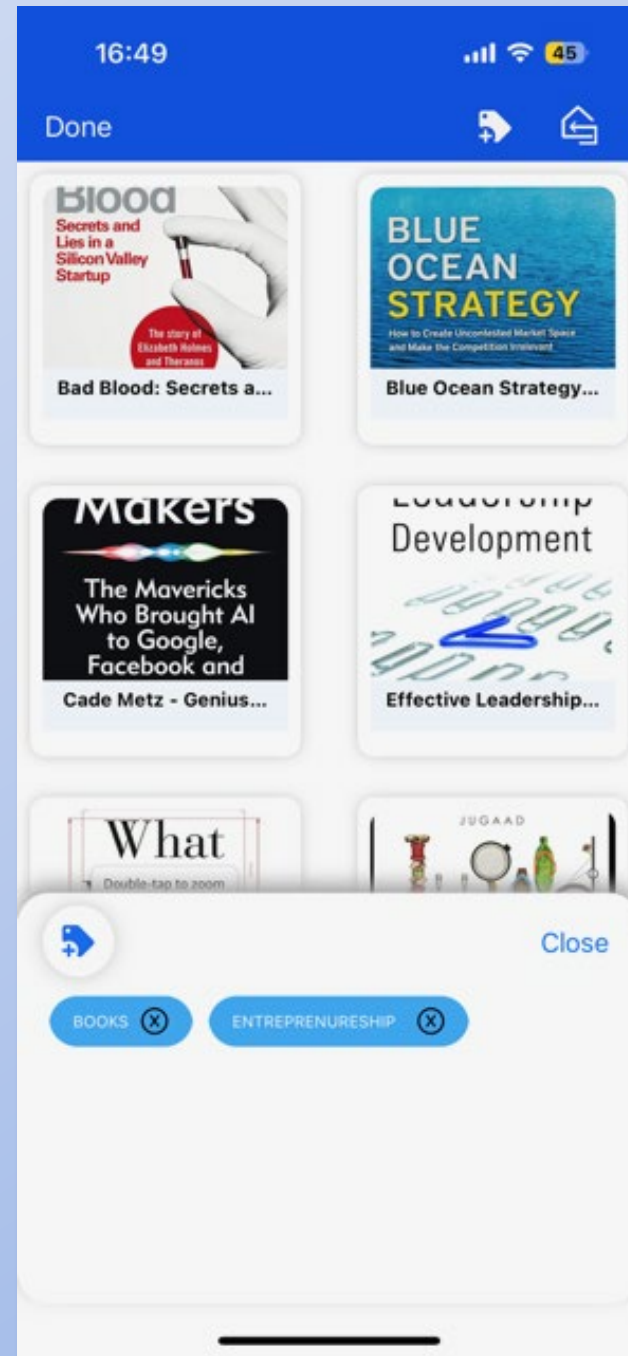 16:49
45
Done
Blood
Secrets and
Lies in a
Silicon Valley
Startup
The story of
Elizabeth Holmes
and Theranos
Bad Blood: Secrets a...
BLUE
OCEAN
STRATEGY
How to Create Uncontested Market Space
and Make the Competition Irrelevant
Blue Ocean Strategy...
Makers
The Mavericks
Who Brought AI
to Google,
Facebook and
Cade Metz - Genius...
Leadership
Development
Effective Leadership...
What
Double-tap to zoom
JUGAAD
Close
BOOKS X
ENTREPRENURESHIP X